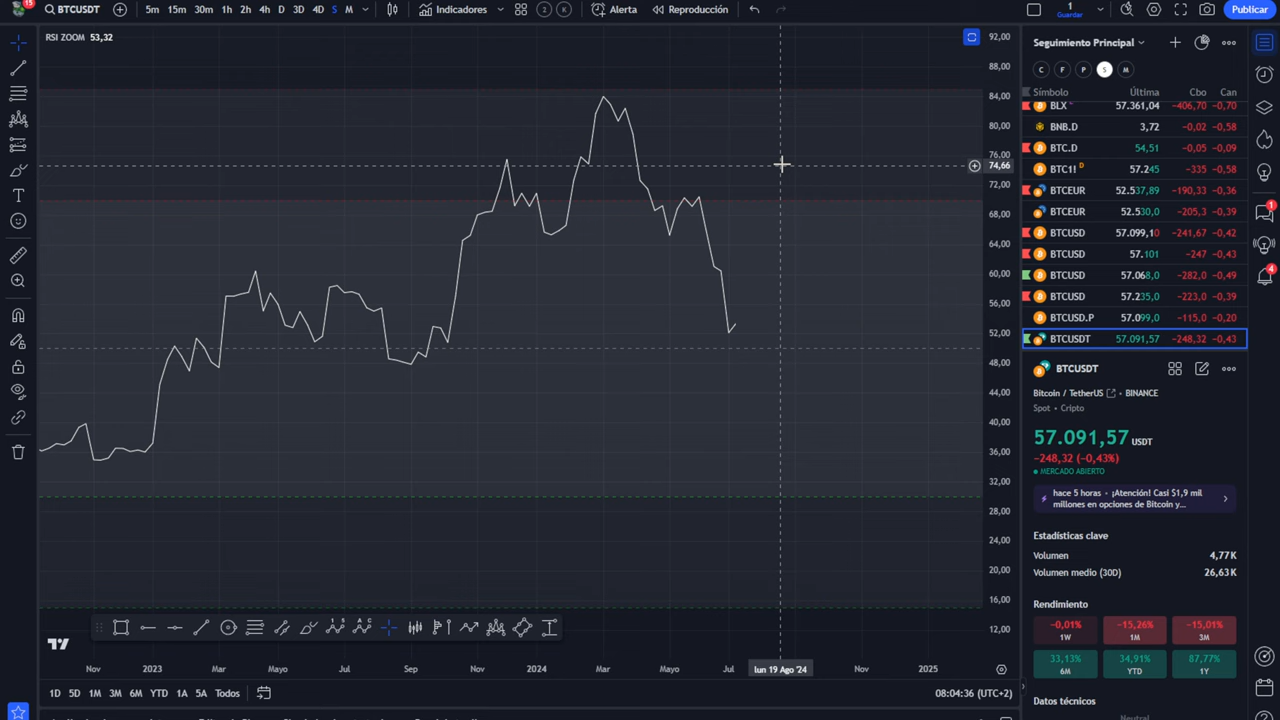 15
BTCUSDT
5m 15m 30m 1h 2h 4h D 3D 4D S M
Indicadores
2 K
Alerta
Reproducción
1
Guardar
Publicar
RSI ZOOM 53,32
92,00
88,00
84,00
80,00
76,00
74,66
72,00
68,00
64,00
60,00
56,00
52,00
48,00
44,00
40,00
36,00
32,00
28,00
24,00
20,00
16,00
12,00
Nov 2023 Mar Mayo Jul Sep Nov 2024 Mar Mayo Jul lun 19 Ago '24 Nov 2025
1D 5D 1M 3M 6M YTD 1A 5A Todos
08:04:36 (UTC+2)
Seguimiento Principal
C F P S M
Símbolo Última Cbo Can
BLX 57.361,04 −406,70 −0,70
BNB.D 3,72 −0,02 −0,58
BTC.D 54,51 −0,05 −0,09
BTC1! D 57.245 −335 −0,58
BTCEUR 52.537,89 −190,33 −0,36
BTCEUR 52.530,0 −205,3 −0,39
BTCUSD 57.099,10 −241,67 −0,42
BTCUSD 57.101 −247 −0,43
BTCUSD 57.068,0 −282,0 −0,49
BTCUSD 57.235,0 −223,0 −0,39
BTCUSD.P 57.099,0 −115,0 −0,20
BTCUSDT 57.091,57 −248,32 −0,43
BTCUSDT
Bitcoin / TetherUS • BINANCE
Spot • Cripto
57.091,57 USDT
−248,32 (−0,43%)
MERCADO ABIERTO
hace 5 horas • ¡Atención! Casi $1,9 mil
millones en opciones de Bitcoin y...
Estadísticas clave
Volumen 4,77K
Volumen medio (30D) 26,63K
Rendimiento
−0,01% −15,26% −15,01%
1W 1M 3M
33,13% 34,91% 87,77%
6M YTD 1Y
Datos técnicos
Neutral
1
4